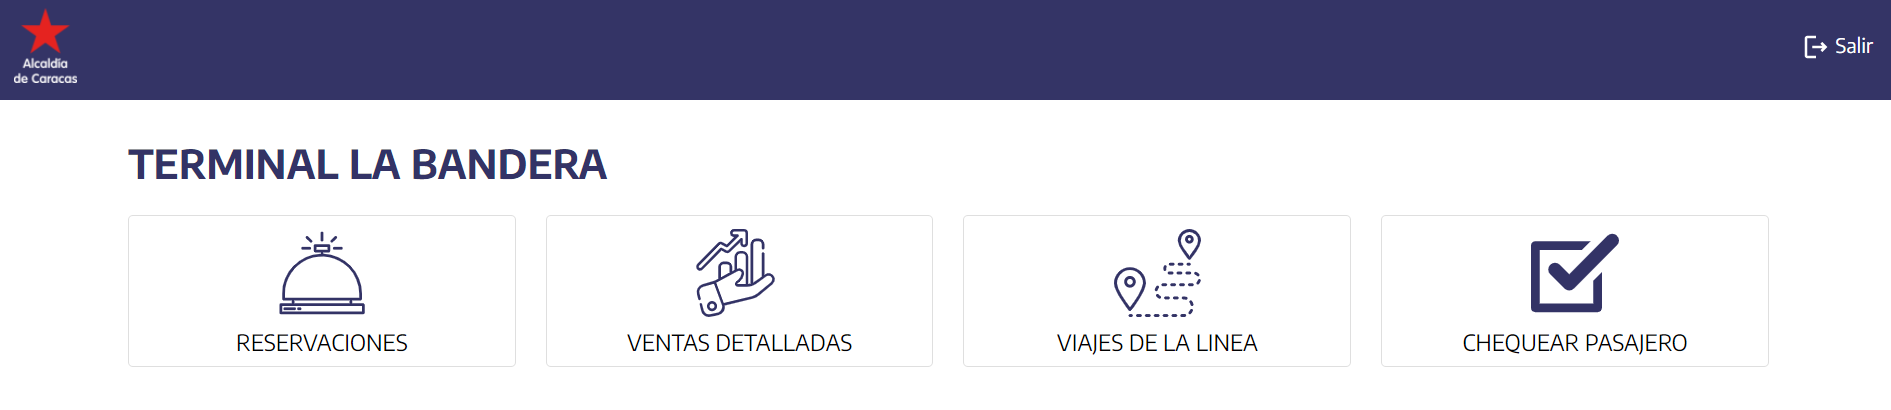 Alcaldía
de Caracas
Salir
TERMINAL LA BANDERA
RESERVACIONES
VENTAS DETALLADAS
VIAJES DE LA LINEA
CHEQUEAR PASAJERO